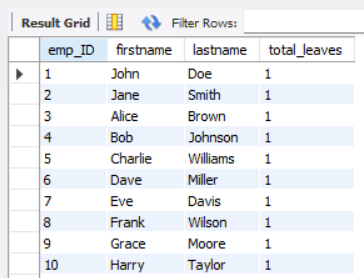 Result Grid Filter Rows:
emp_ID firstname lastname total_leaves
1 John Doe 1
2 Jane Smith 1
3 Alice Brown 1
4 Bob Johnson 1
5 Charlie Williams 1
6 Dave Miller 1
7 Eve Davis 1
8 Frank Wilson 1
9 Grace Moore 1
10 Harry Taylor 1